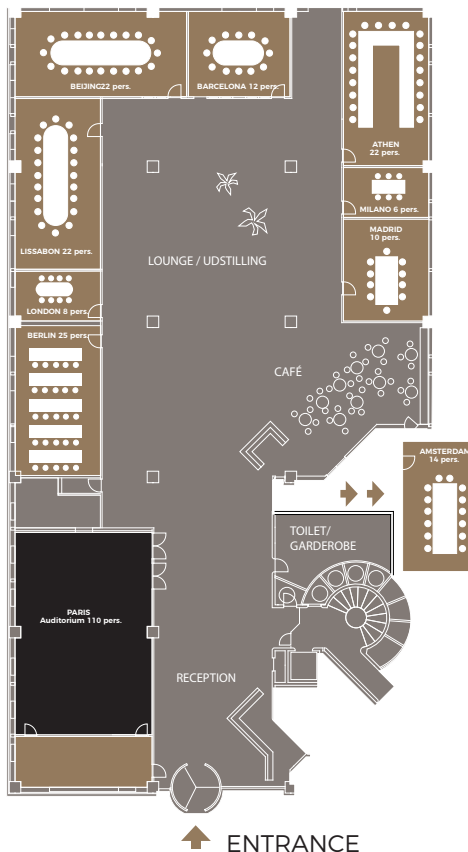 BEIJING22 pers.
BARCELONA 12 pers.
ATHEN
22 pers.
MILANO 6 pers.
MADRID
10 pers.
LISSABON 22 pers.
LOUNGE / UDSTILLING
LONDON 8 pers.
BERLIN 25 pers.
CAFÉ
AMSTERDAM
14 pers.
TOILET/
GARDEROBE
PARIS
Auditorium 110 pers.
RECEPTION
ENTRANCE